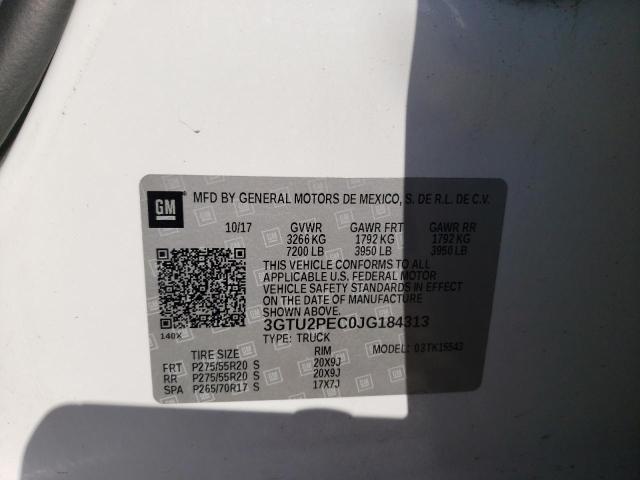 GM
MFD BY GENERAL MOTORS DE MEXICO, S. DE R.L. DE C.V.
10/17 GVWR GAWR FRT GAWR RR
3266 KG 1792 KG 1792 KG
7200 LB 3950 LB 3950 LB
THIS VEHICLE CONFORMS TO ALL
APPLICABLE U.S. FEDERAL MOTOR
VEHICLE SAFETY STANDARDS IN EFFECT
ON THE DATE OF MANUFACTURE
3GTU2PEC0JG184313
140X
TYPE: TRUCK
MODEL: 03TK15543
TIRE SIZE RIM
FRT P275/55R20 S 20X9J
RR P275/55R20 S 20X9J
SPA P265/70R17 S 17X7J